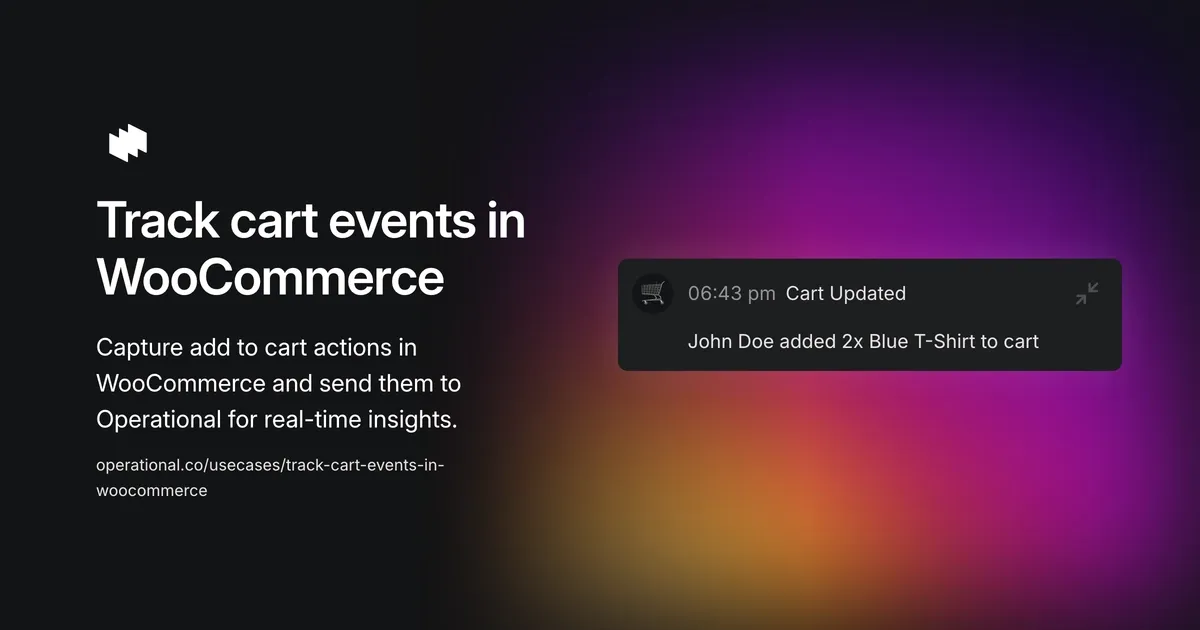 Track cart events in
WooCommerce
Capture add to cart actions in
WooCommerce and send them to
Operational for real-time insights.
operational.co/usecases/track-cart-events-in-
woocommerce
06:43 pm Cart Updated
John Doe added 2x Blue T-Shirt to cart